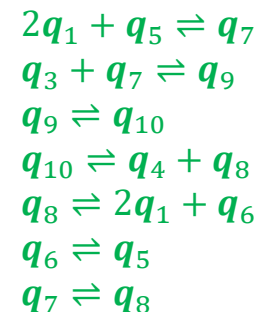 2q₁ + q₅ ⇌ q₇
q₃ + q₇ ⇌ q₉
q₉ ⇌ q₁₀
q₁₀ ⇌ q₄ + q₈
q₈ ⇌ 2q₁ + q₆
q₆ ⇌ q₅
q₇ ⇌ q₈